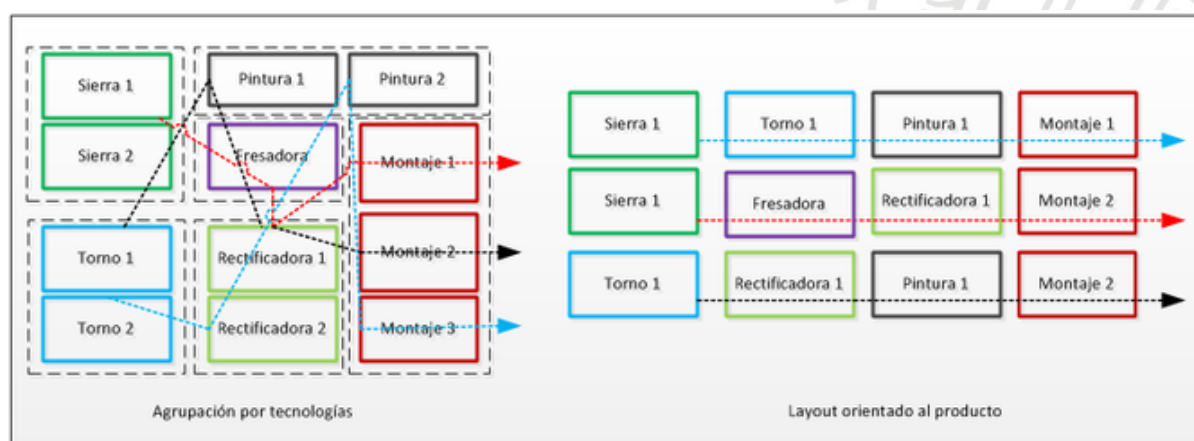 Sierra 1
Pintura 1
Pintura 2
Sierra 2
Fresadora
Montaje 1
Torno 1
Rectificadora 1
Montaje 2
Torno 2
Rectificadora 2
Montaje 3
Agrupación por tecnologías
Sierra 1
Torno 1
Pintura 1
Montaje 1
Sierra 1
Fresadora
Rectificadora 1
Montaje 2
Torno 1
Rectificadora 1
Pintura 1
Montaje 2
Layout orientado al producto